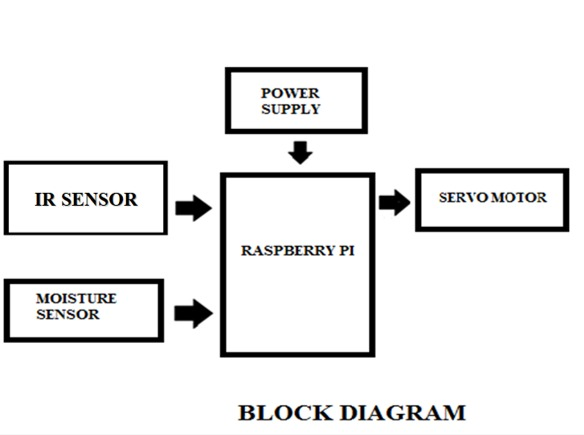 POWER
SUPPLY
IR SENSOR
SERVO MOTOR
RASPBERRY PI
MOISTURE
SENSOR
BLOCK DIAGRAM